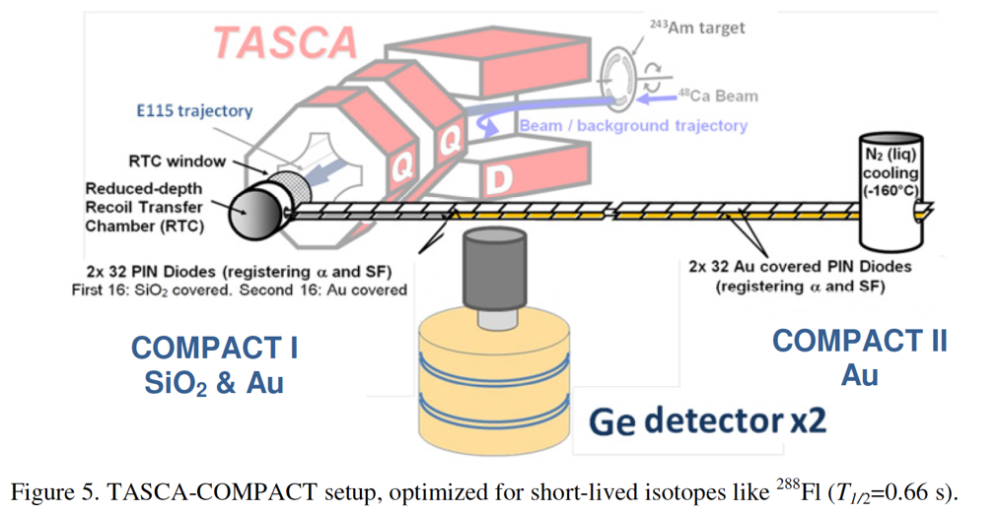 TASCA
²⁴³Am target
⁴⁸Ca Beam
E115 trajectory
Beam / background trajectory
RTC window
Reduced-depth
Recoil Transfer
Chamber (RTC)
Q
Q
D
N₂ (liq)
cooling
(-160°C)
2x 32 PIN Diodes (registering α and SF)
First 16: SiO₂ covered. Second 16: Au covered
2x 32 Au covered PIN Diodes
(registering α and SF)
COMPACT I
SiO₂ & Au
COMPACT II
Au
Ge detector x2
Figure 5. TASCA-COMPACT setup, optimized for short-lived isotopes like ²⁸⁸Fl (T₁/₂=0.66 s).